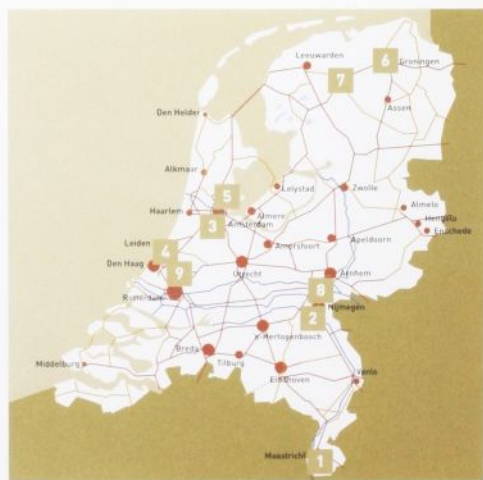 Leeuwarden
6
Groningen
7
Assen
Den Helder
Alkmaar
5
Lelystad
Zwolle
Almelo
Haarlem
Almere
Hengelo
3
Amsterdam
Enschede
Leiden
4
Amersfoort
Apeldoorn
Den Haag
9
Utrecht
Arnhem
8
Rotterdam
Nijmegen
2
's-Hertogenbosch
Breda
Tilburg
Middelburg
Eindhoven
Venlo
Maastricht
1